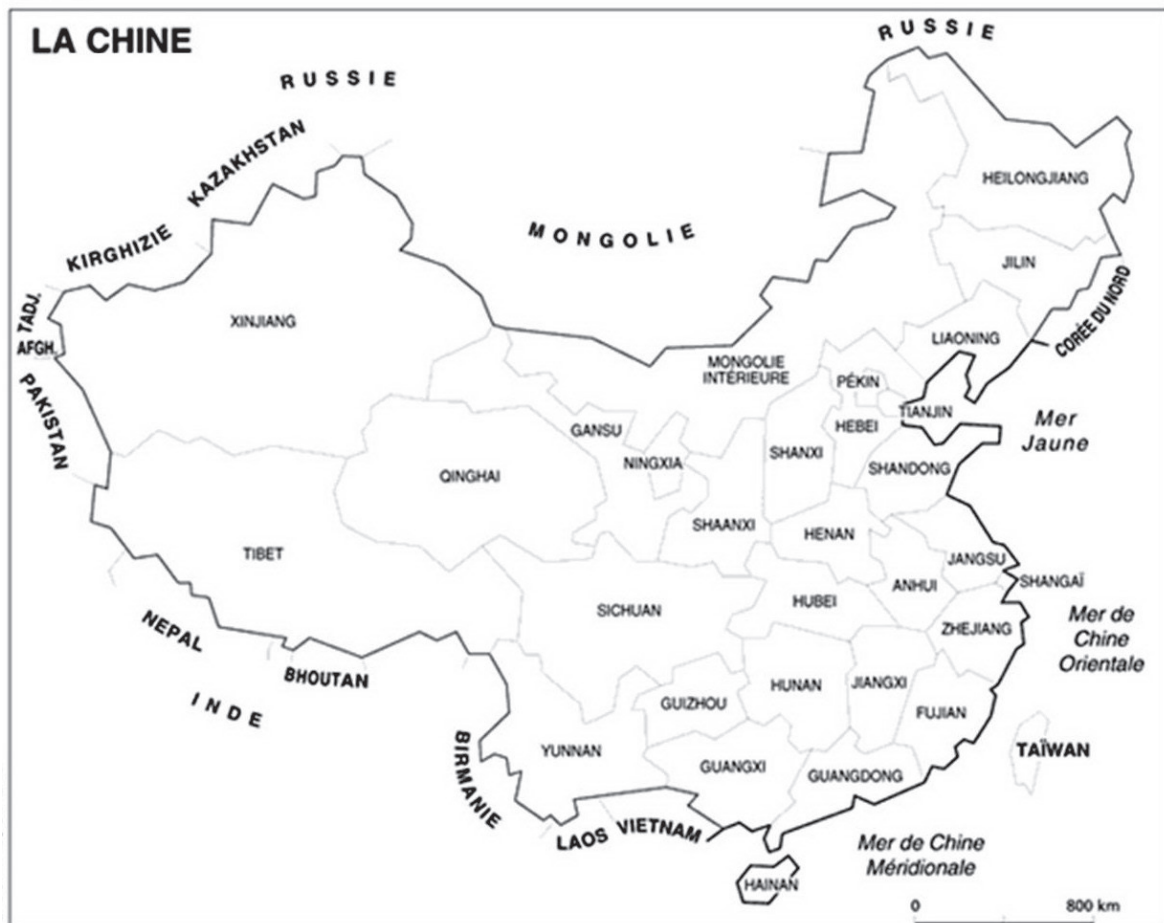 LA CHINE
RUSSIE
RUSSIE
KAZAKHSTAN
KIRGHIZIE
MONGOLIE
HEILONGJIANG
JILIN
TADJ.
AFGH.
XINJIANG
CORÉE DU NORD
LIAONING
MONGOLIE
INTÉRIEURE
PÉKIN
PAKISTAN
TIANJIN
Mer
Jaune
GANSU
HEBEI
NINGXIA
SHANXI
SHANDONG
QINGHAI
SHAANXI
HENAN
TIBET
JANGSU
SHANGAÏ
ANHUI
HUBEI
SICHUAN
ZHEJIANG
Mer de
Chine
Orientale
NEPAL
BHOUTAN
INDE
HUNAN
JIANGXI
GUIZHOU
FUJIAN
BIRMANIE
YUNNAN
GUANGXI
GUANGDONG
TAÏWAN
LAOS
VIETNAM
Mer de Chine
Méridionale
HAINAN
0 800 km